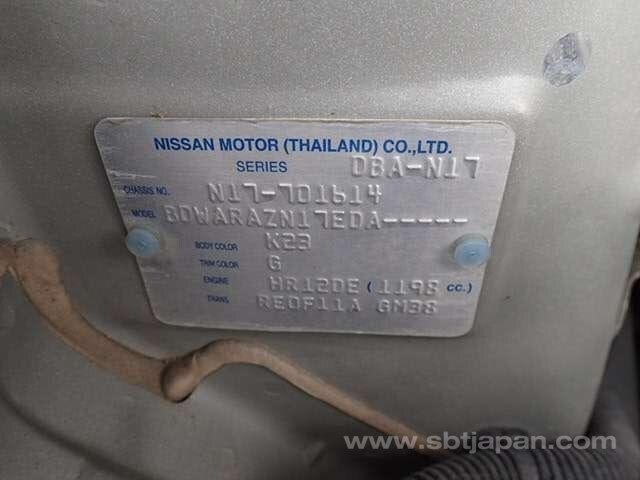 NISSAN MOTOR (THAILAND) CO.,LTD.
SERIES DBA-N17
CHASSIS NO. N17-701614
MODEL BDWARAZN17EDA-----
BODY COLOR K23
TRIM COLOR G
ENGINE HR12DE (1198 CC.)
TRANS RE0F11A GM38
www.sbtjapan.com